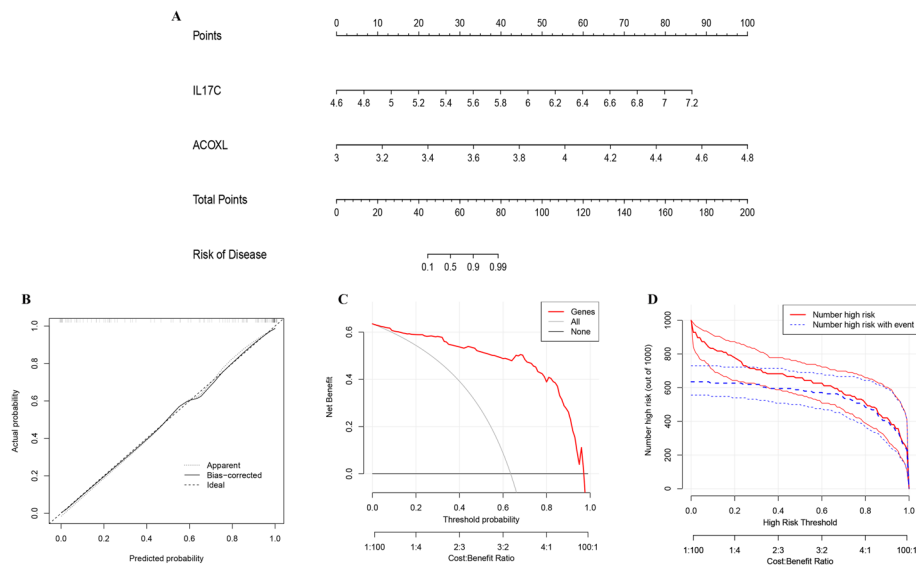 A
Points
0 10 20 30 40 50 60 70 80 90 100
IL17C
4.6 4.8 5 5.2 5.4 5.6 5.8 6 6.2 6.4 6.6 6.8 7 7.2
ACOXL
3 3.2 3.4 3.6 3.8 4 4.2 4.4 4.6 4.8
Total Points
0 20 40 60 80 100 120 140 160 180 200
Risk of Disease
0.1 0.5 0.9 0.99
B
Actual probability
1.0
0.8
0.6
0.4
0.2
0.0
Apparent
Bias-corrected
Ideal
0.0 0.2 0.4 0.6 0.8 1.0
Predicted probability
C
Net Benefit
0.6
0.4
0.2
0.0
Genes
All
None
0.0 0.2 0.4 0.6 0.8 1.0
Threshold probability
1:100 1:4 2:3 3:2 4:1 100:1
Cost:Benefit Ratio
D
Number high risk (out of 1000)
1000
800
600
400
200
0
Number high risk
Number high risk with event
0.0 0.2 0.4 0.6 0.8 1.0
High Risk Threshold
1:100 1:4 2:3 3:2 4:1 100:1
Cost:Benefit Ratio